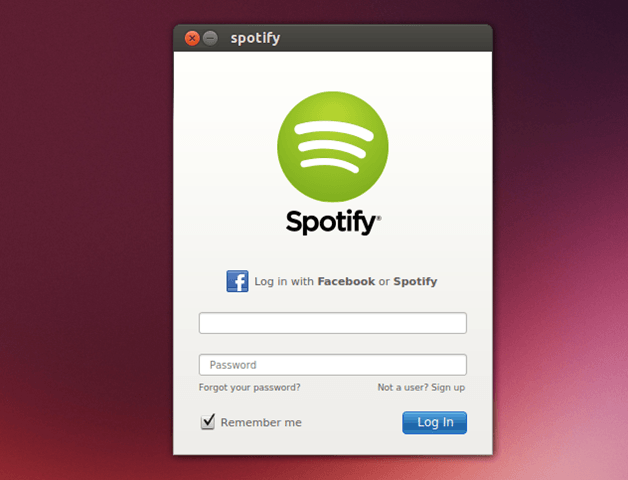 spotify
Spotify®
Log in with Facebook or Spotify
Password
Forgot your password? Not a user? Sign up
Remember me Log In